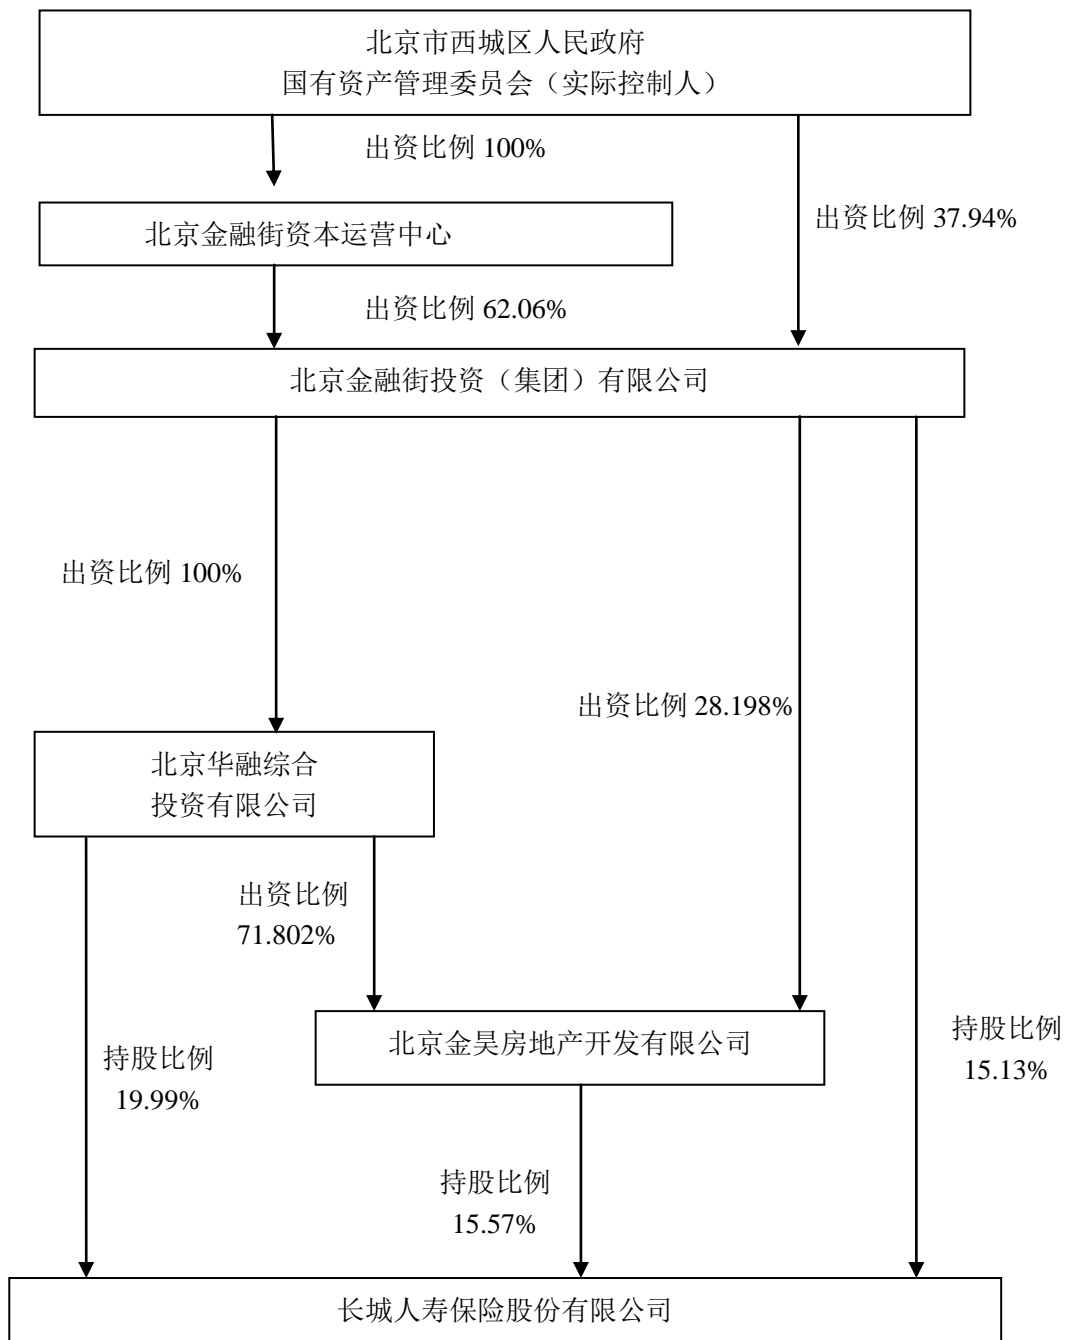 北京市西城区人民政府
国有资产管理委员会（实际控制人）
出资比例 100%
北京金融街资本运营中心
出资比例 37.94%
出资比例 62.06%
北京金融街投资（集团）有限公司
出资比例 100%
出资比例 28.198%
北京华融综合
投资有限公司
出资比例
71.802%
北京金昊房地产开发有限公司
持股比例
15.13%
持股比例
19.99%
持股比例
15.57%
长城人寿保险股份有限公司